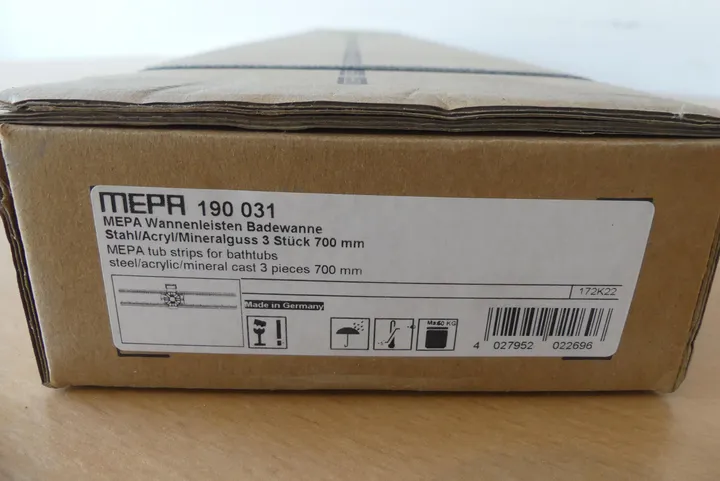 MEPA 190 031
MEPA Wannenleisten Badewanne
Stahl/Acryl/Mineralguss 3 Stück 700 mm
MEPA tub strips for bathtubs
steel/acrylic/mineral cast 3 pieces 700 mm
172K22
Made in Germany
4 027952 022696